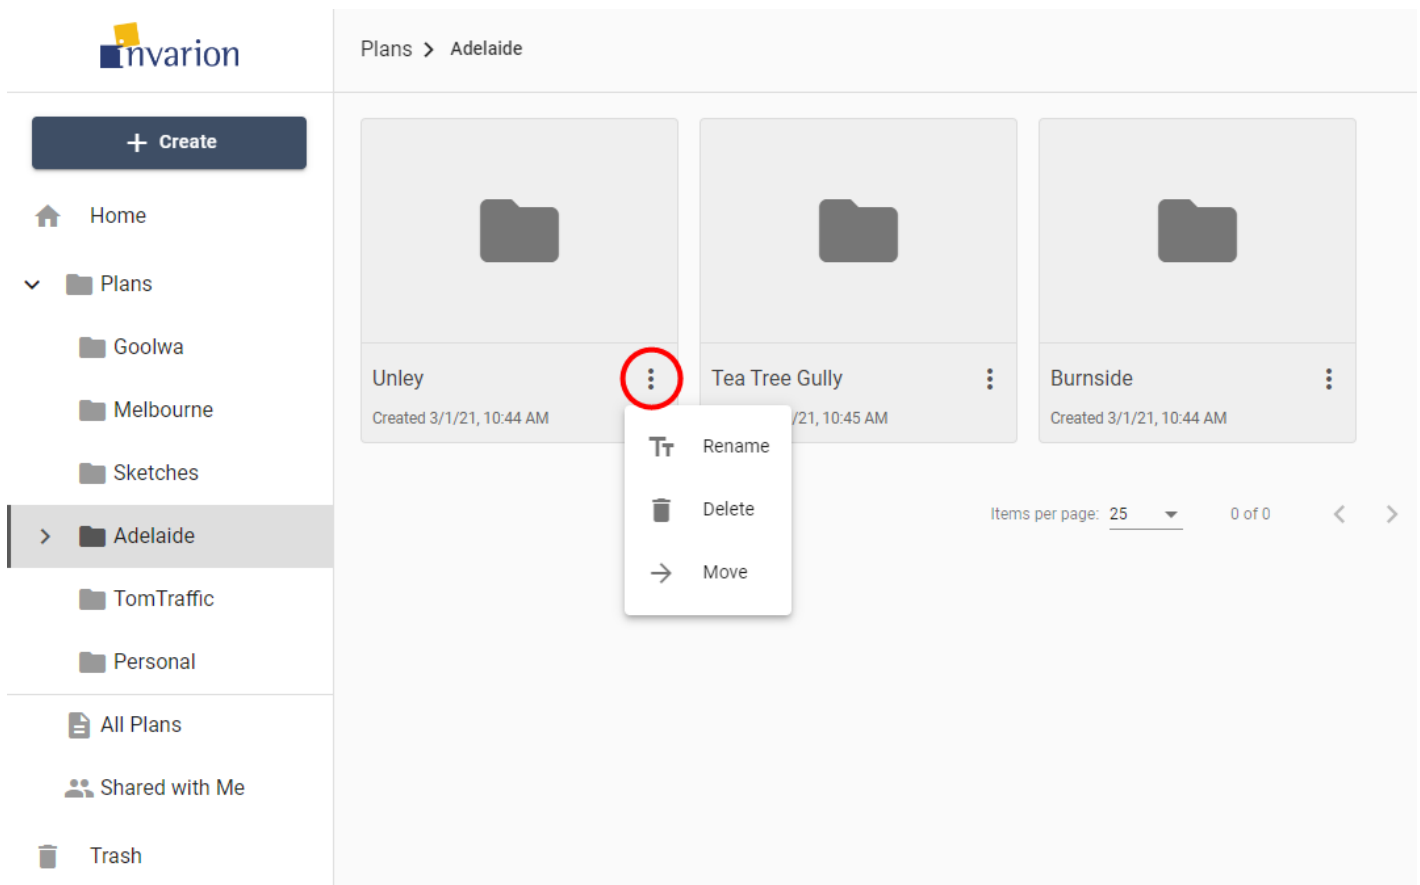 invarion
Plans > Adelaide
+ Create
Home
Plans
Goolwa
Melbourne
Sketches
Adelaide
TomTraffic
Personal
All Plans
Shared with Me
Trash
Unley
Created 3/1/21, 10:44 AM
Tea Tree Gully
/21, 10:45 AM
Burnside
Created 3/1/21, 10:44 AM
Rename
Delete
Move
Items per page: 25
0 of 0